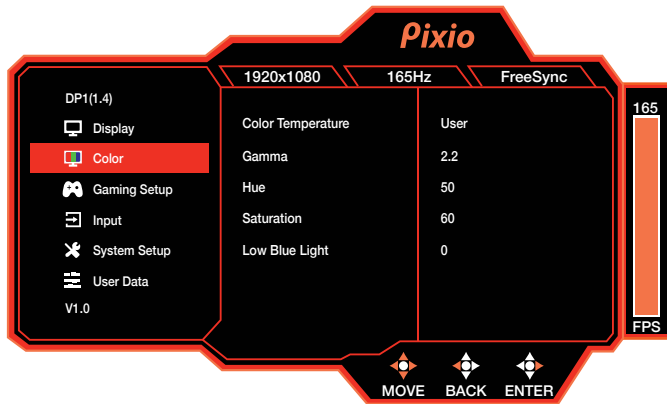 Pixio
1920x1080 165Hz FreeSync
DP1(1.4)
Display
Color
Gaming Setup
Input
System Setup
User Data
V1.0
Color Temperature User
Gamma 2.2
Hue 50
Saturation 60
Low Blue Light 0
165
FPS
MOVE BACK ENTER